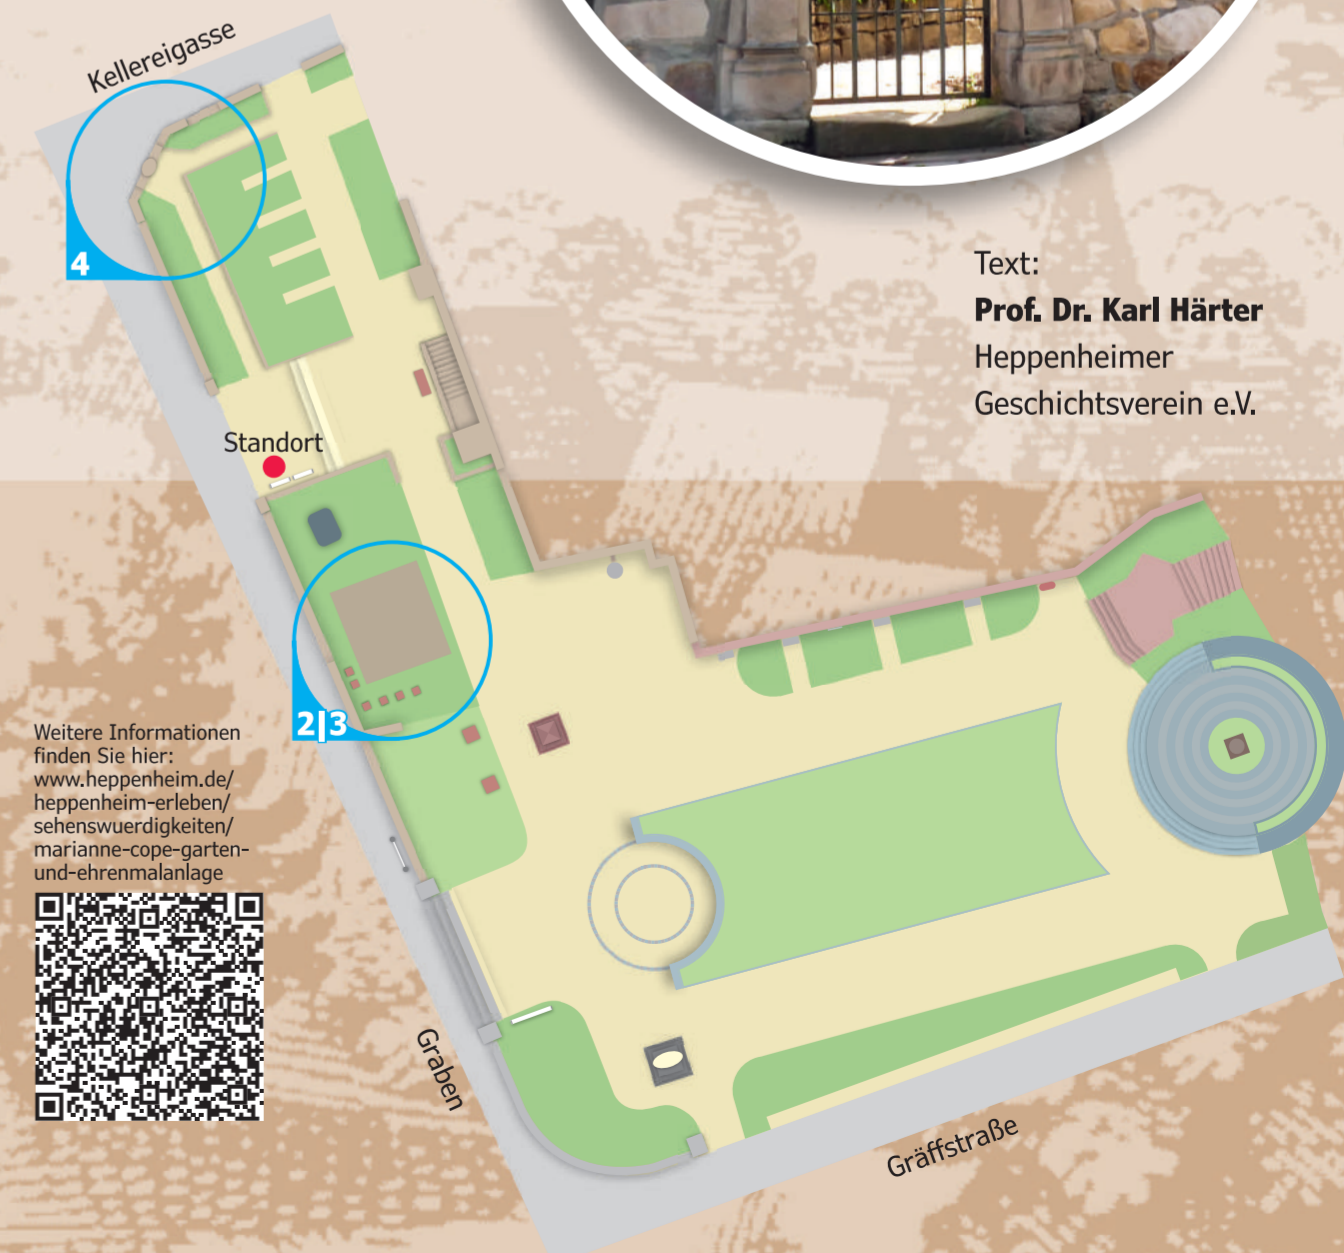 Kellereigasse
4
Text:
Prof. Dr. Karl Härter
Heppenheimer
Geschichtsverein e.V.
Standort
2|3
Weitere Informationen
finden Sie hier:
www.heppenheim.de/
heppenheim-erleben/
sehenswuerdigkeiten/
marianne-cope-garten-
und-ehrenmalanlage
Graben
Gräffstraße